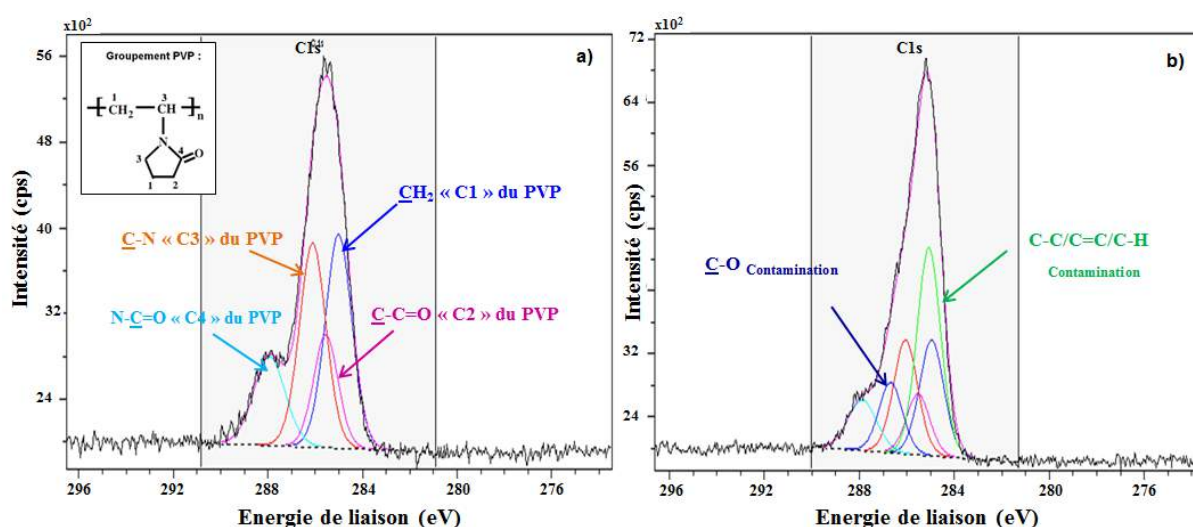 x10²
C1s
a)
56
48
40
32
24
Intensité (cps)
Groupement PVP :
1
3
CH₂
CH
n
N
4
O
3
1
2
CH₂ « C1 » du PVP
C-N « C3 » du PVP
N-C=O « C4 » du PVP
C-C=O « C2 » du PVP
296 292 288 284 280 276
Energie de liaison (eV)
x10²
C1s
b)
72
64
56
32
24
Intensité (cps)
C-O Contamination
C-C/C=C/C-H
Contamination
296 292 288 284 280 276
Energie de liaison (eV)